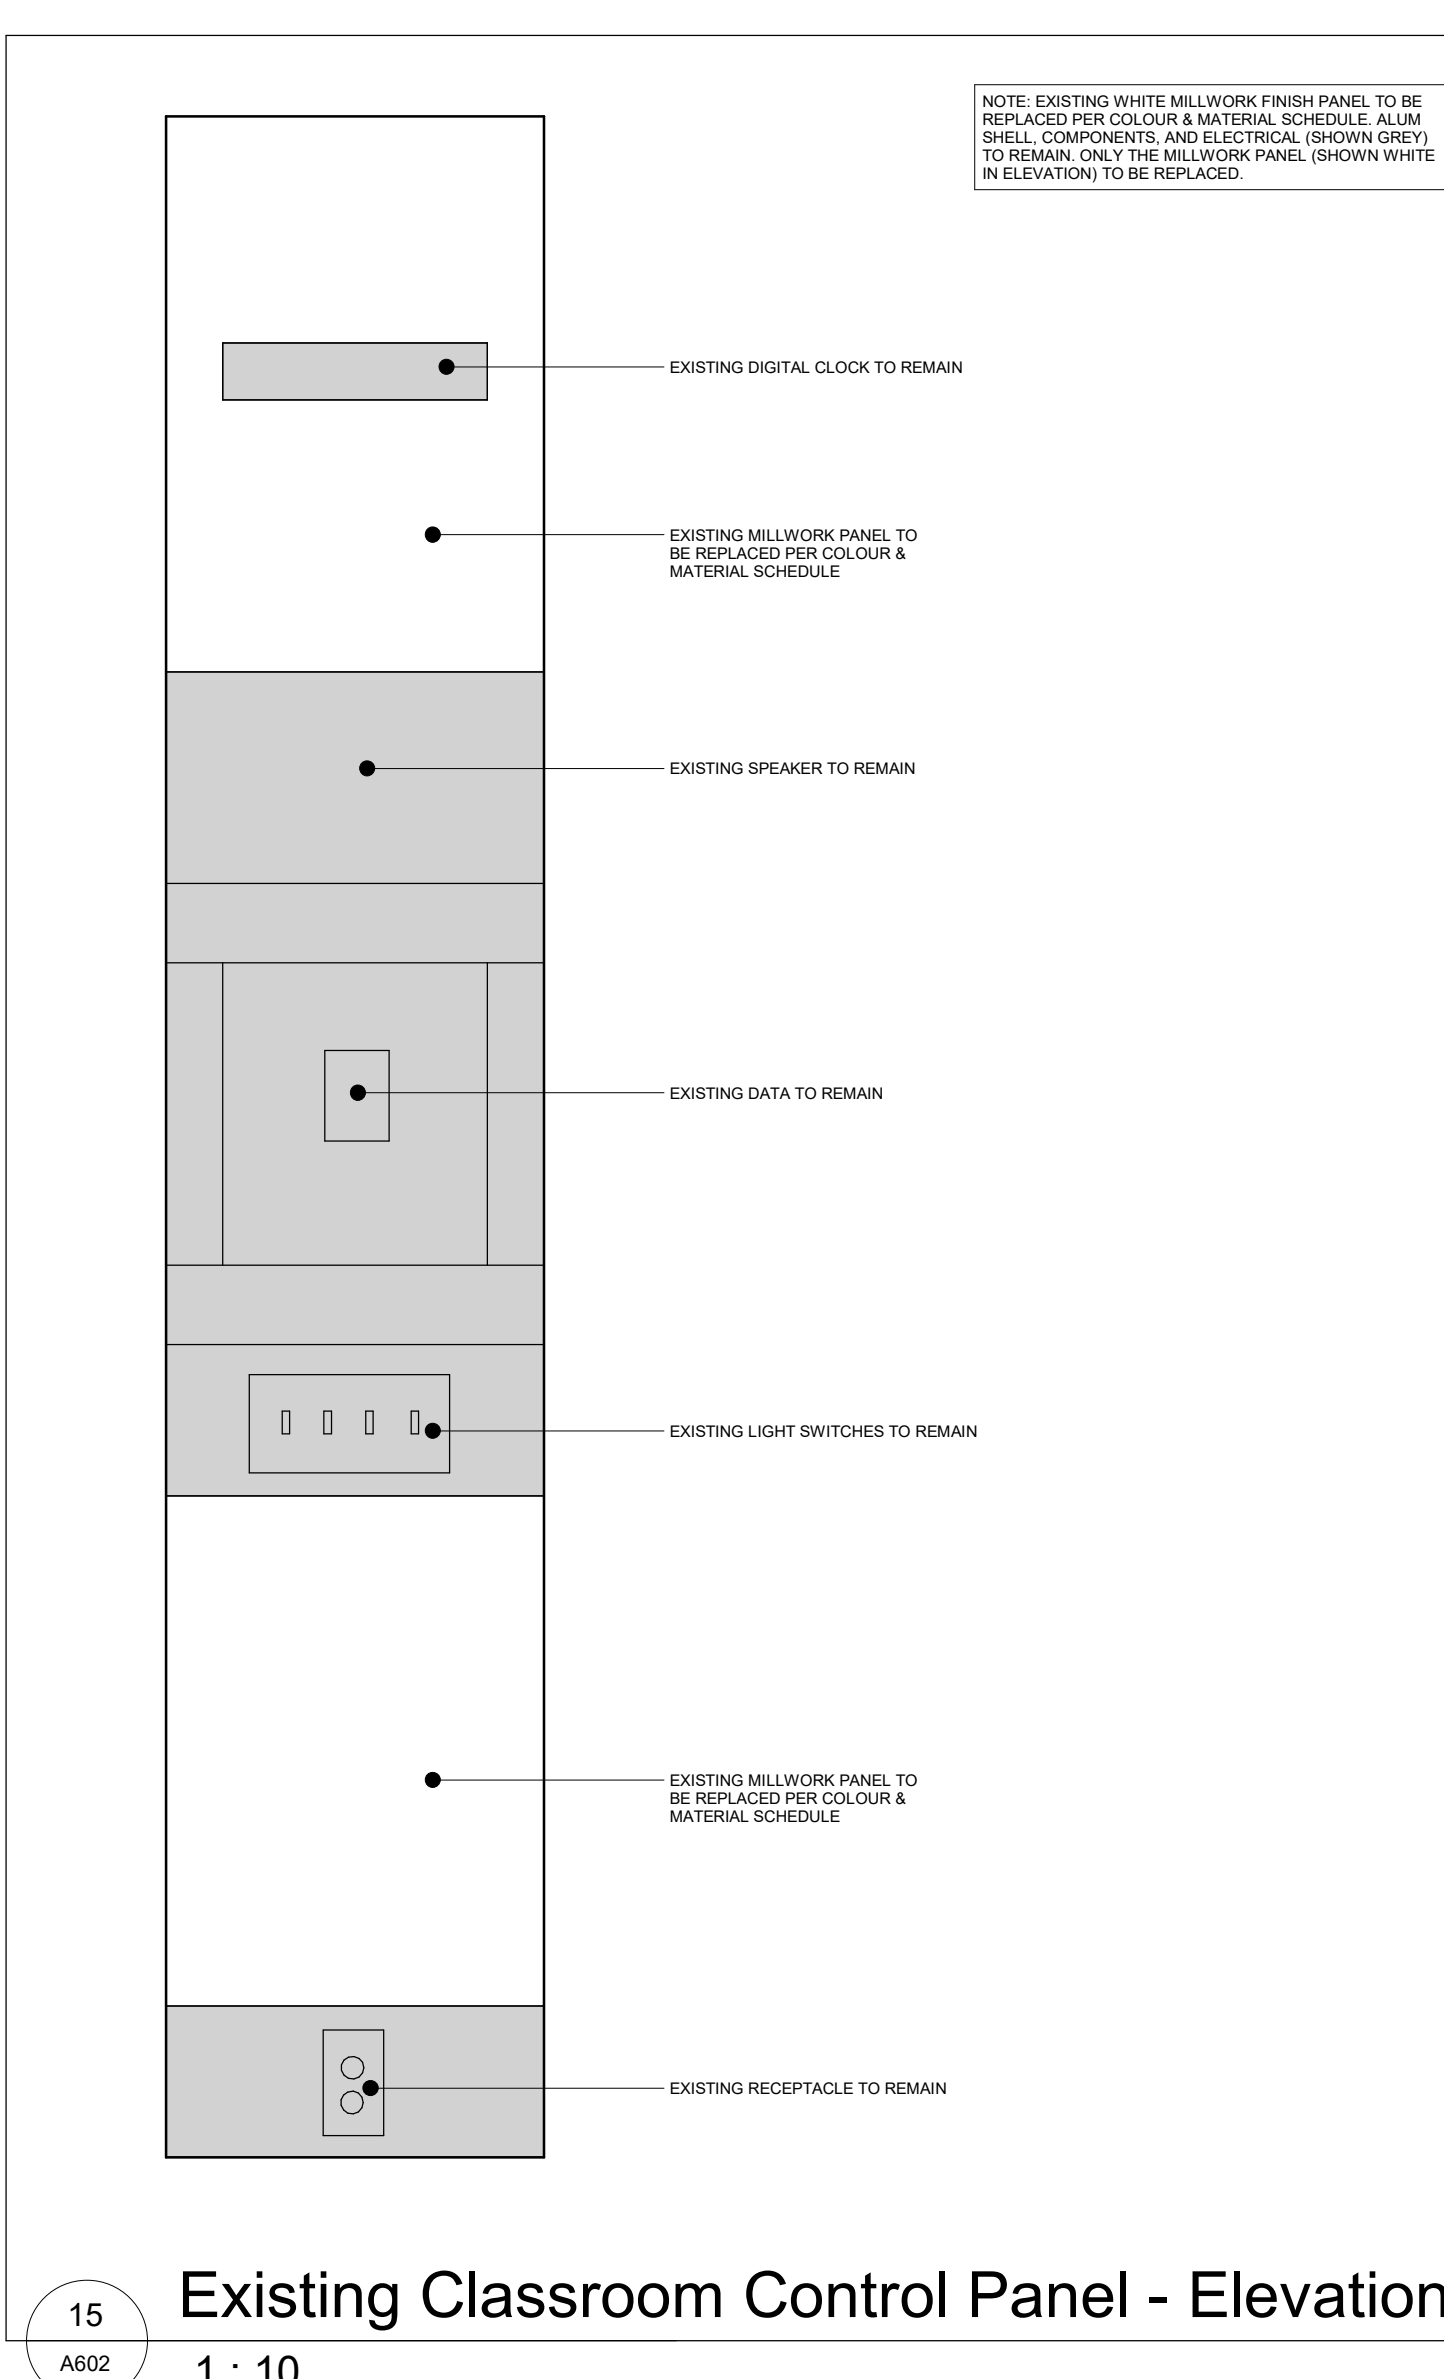 NOTE: EXISTING WHITE MILLWORK FINISH PANEL TO BE
REPLACED PER COLOUR & MATERIAL SCHEDULE. ALUM
SHELL, COMPONENTS, AND ELECTRICAL (SHOWN GREY)
TO REMAIN. ONLY THE MILLWORK PANEL (SHOWN WHITE
IN ELEVATION) TO BE REPLACED.
EXISTING DIGITAL CLOCK TO REMAIN
EXISTING MILLWORK PANEL TO
BE REPLACED PER COLOUR &
MATERIAL SCHEDULE
EXISTING SPEAKER TO REMAIN
EXISTING DATA TO REMAIN
EXISTING LIGHT SWITCHES TO REMAIN
EXISTING MILLWORK PANEL TO
BE REPLACED PER COLOUR &
MATERIAL SCHEDULE
EXISTING RECEPTACLE TO REMAIN
15
Existing Classroom Control Panel - Elevation
A602
1 : 10